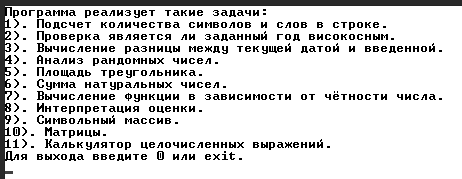 Программа реализует такие задачи:
1). Подсчет количества символов и слов в строке.
2). Проверка является ли заданный год високосным.
3). Вычисление разницы между текущей датой и введенной.
4). Анализ рандомных чисел.
5). Площадь треугольника.
6). Сумма натуральных чисел.
7). Вычисление функции в зависимости от чётности числа.
8). Интерпретация оценки.
9). Символьный массив.
10). Матрицы.
11). Калькулятор целочисленных выражений.
Для выхода введите 0 или exit.